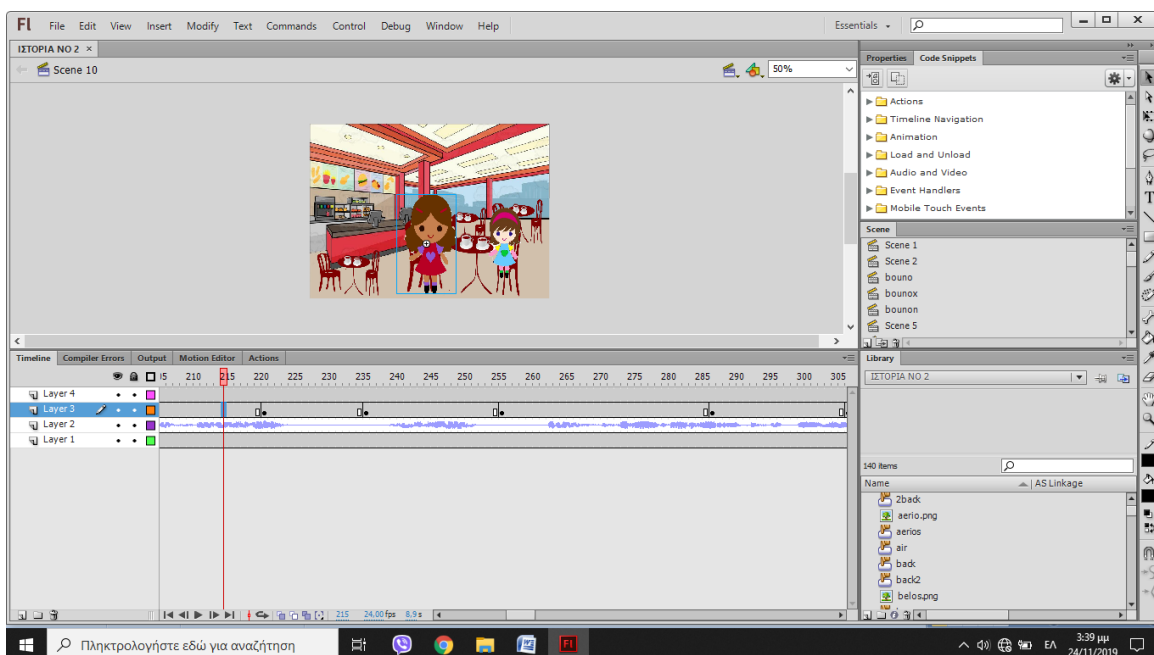 Fl File Edit View Insert Modify Text Commands Control Debug Window Help Essentials
ΙΣΤΟΡΙΑ ΝΟ 2 ×
Scene 10 50%
Properties Code Snippets
Actions
Timeline Navigation
Animation
Load and Unload
Audio and Video
Event Handlers
Mobile Touch Events
Scene
Scene 1
Scene 2
bouno
bounox
bounon
Scene 5
Timeline Compiler Errors Output Motion Editor Actions
210 215 220 225 230 235 240 245 250 255 260 265 270 275 280 285 290 295 300 305
Layer 4
Layer 3
Layer 2
Layer 1
215 24.00 fps 8.9 s
Library
ΙΣΤΟΡΙΑ ΝΟ 2
140 items
Name AS Linkage
2back
aerio.png
aerios
air
back
back2
belos.png
Πληκτρολογήστε εδώ για αναζήτηση
Fl
ΕΛ
3:39 μμ
24/11/2019